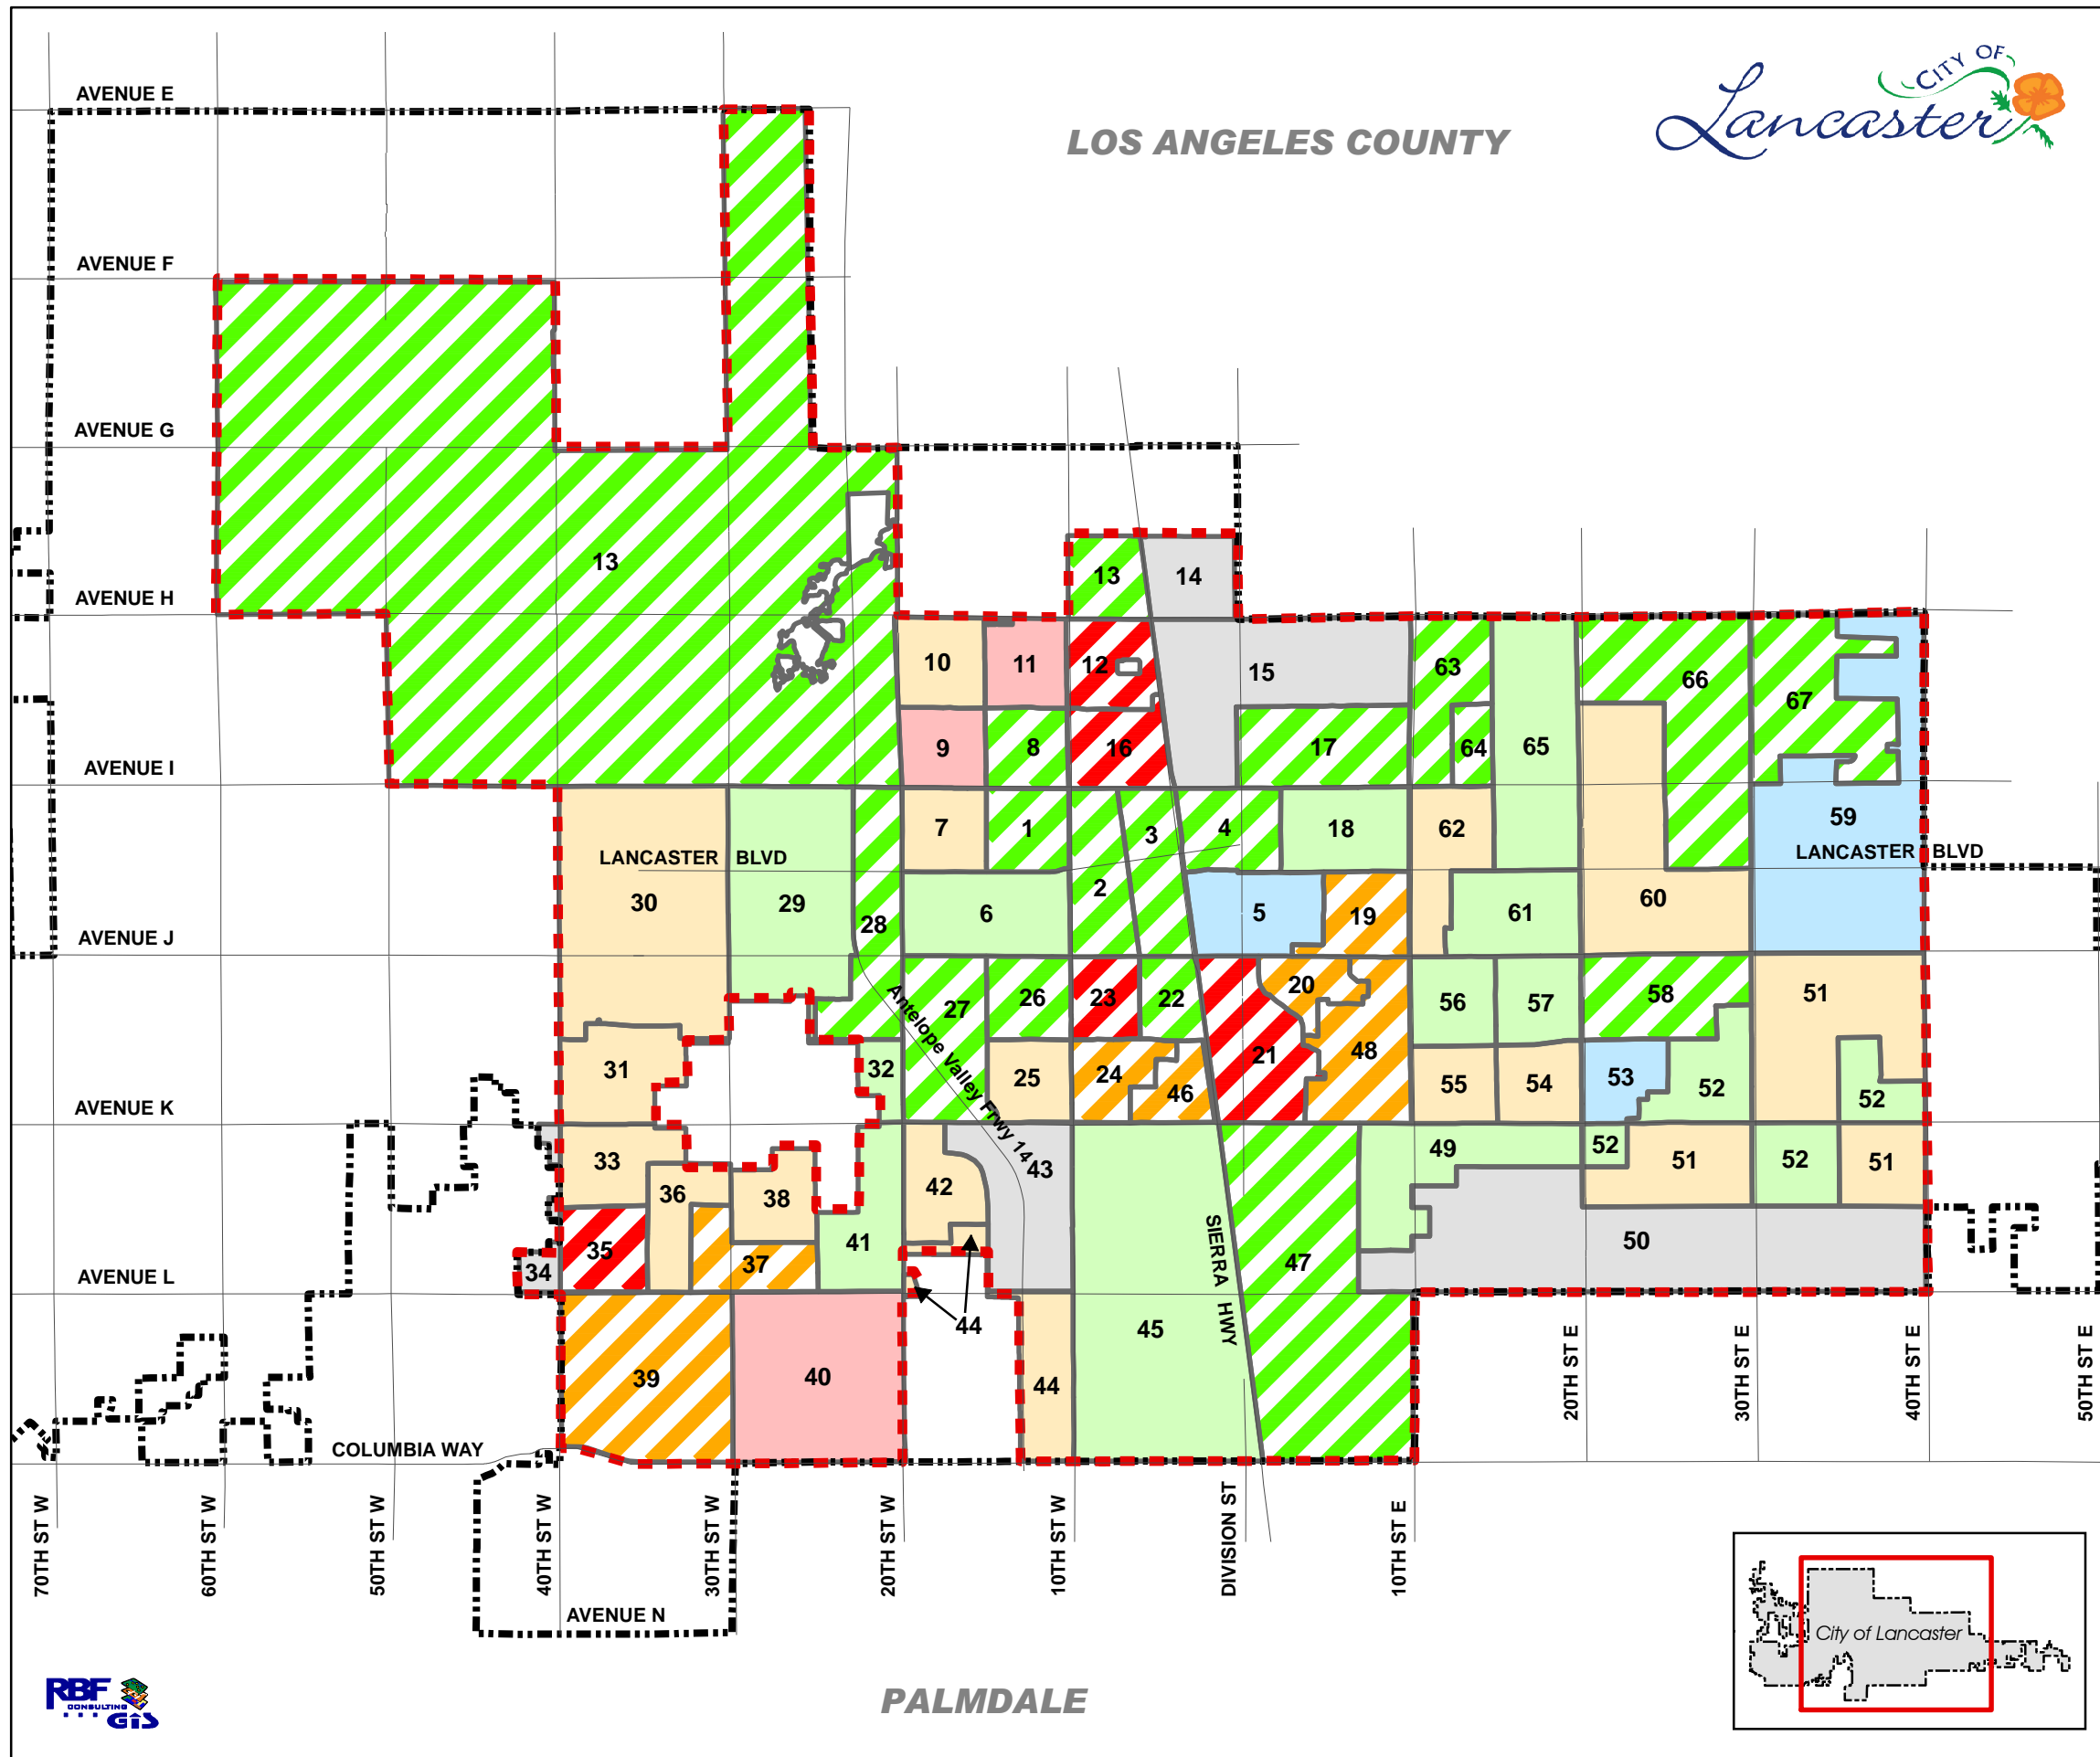 CITY OF
Lancaster
LOS ANGELES COUNTY
AVENUE E
AVENUE F
AVENUE G
AVENUE H
AVENUE I
AVENUE J
AVENUE K
AVENUE L
COLUMBIA WAY
AVENUE N
LANCASTER BLVD
LANCASTER BLVD
Antelope Valley Frwy 14
SIERRA HWY
13
13
14
10
11
12
15
63
66
67
9
8
16
17
64
65
7
1
3
4
18
62
59
30
29
28
6
2
5
19
61
60
27
26
23
22
20
56
57
58
51
31
32
25
24
46
21
48
55
54
53
52
52
33
36
38
42
43
49
52
51
52
51
35
34
37
41
44
47
50
39
40
44
45
70TH ST W
60TH ST W
50TH ST W
40TH ST W
30TH ST W
20TH ST W
10TH ST W
DIVISION ST
10TH ST E
20TH ST E
30TH ST E
40TH ST E
50TH ST E
PALMDALE
RBF
CONSULTING
GIS
City of Lancaster